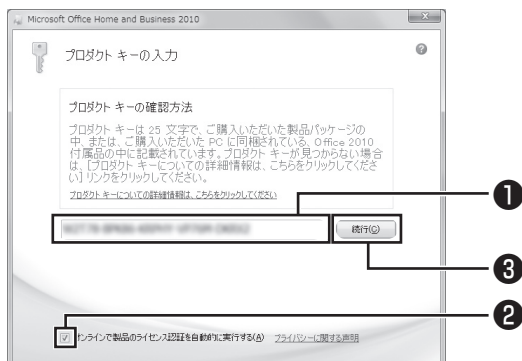 Microsoft Office Home and Business 2010
プロダクト キーの入力
プロダクト キーの確認方法
プロダクト キーは 25 文字で、ご購入いただいた製品パッケージの
中、または、ご購入いただいた PC に同梱されている、Office 2010
付属品の中に記載されています。プロダクト キーが見つからない場合
は、[プロダクト キーについての詳細情報は、こちらをクリックしてくださ
い] リンクをクリックしてください。
プロダクト キーについての詳細情報は、こちらをクリックしてください
❶
続行(C)
❸
❷
オンラインで製品のライセンス認証を自動的に実行する(A) プライバシーに関する声明